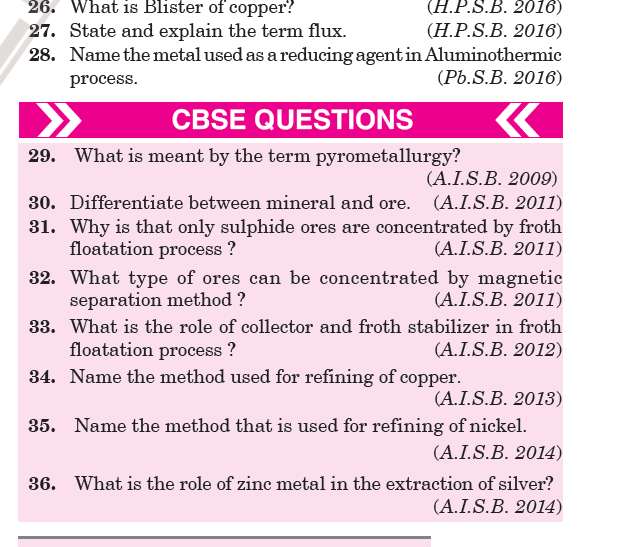 26. What is Blister of copper? (H.P.S.B. 2016)
27. State and explain the term flux. (H.P.S.B. 2016)
28. Name the metal used as a reducing agent in Aluminothermic
process. (Pb.S.B. 2016)
CBSE QUESTIONS
29. What is meant by the term pyrometallurgy?
(A.I.S.B. 2009)
30. Differentiate between mineral and ore. (A.I.S.B. 2011)
31. Why is that only sulphide ores are concentrated by froth
floatation process ? (A.I.S.B. 2011)
32. What type of ores can be concentrated by magnetic
separation method ? (A.I.S.B. 2011)
33. What is the role of collector and froth stabilizer in froth
floatation process ? (A.I.S.B. 2012)
34. Name the method used for refining of copper.
(A.I.S.B. 2013)
35. Name the method that is used for refining of nickel.
(A.I.S.B. 2014)
36. What is the role of zinc metal in the extraction of silver?
(A.I.S.B. 2014)